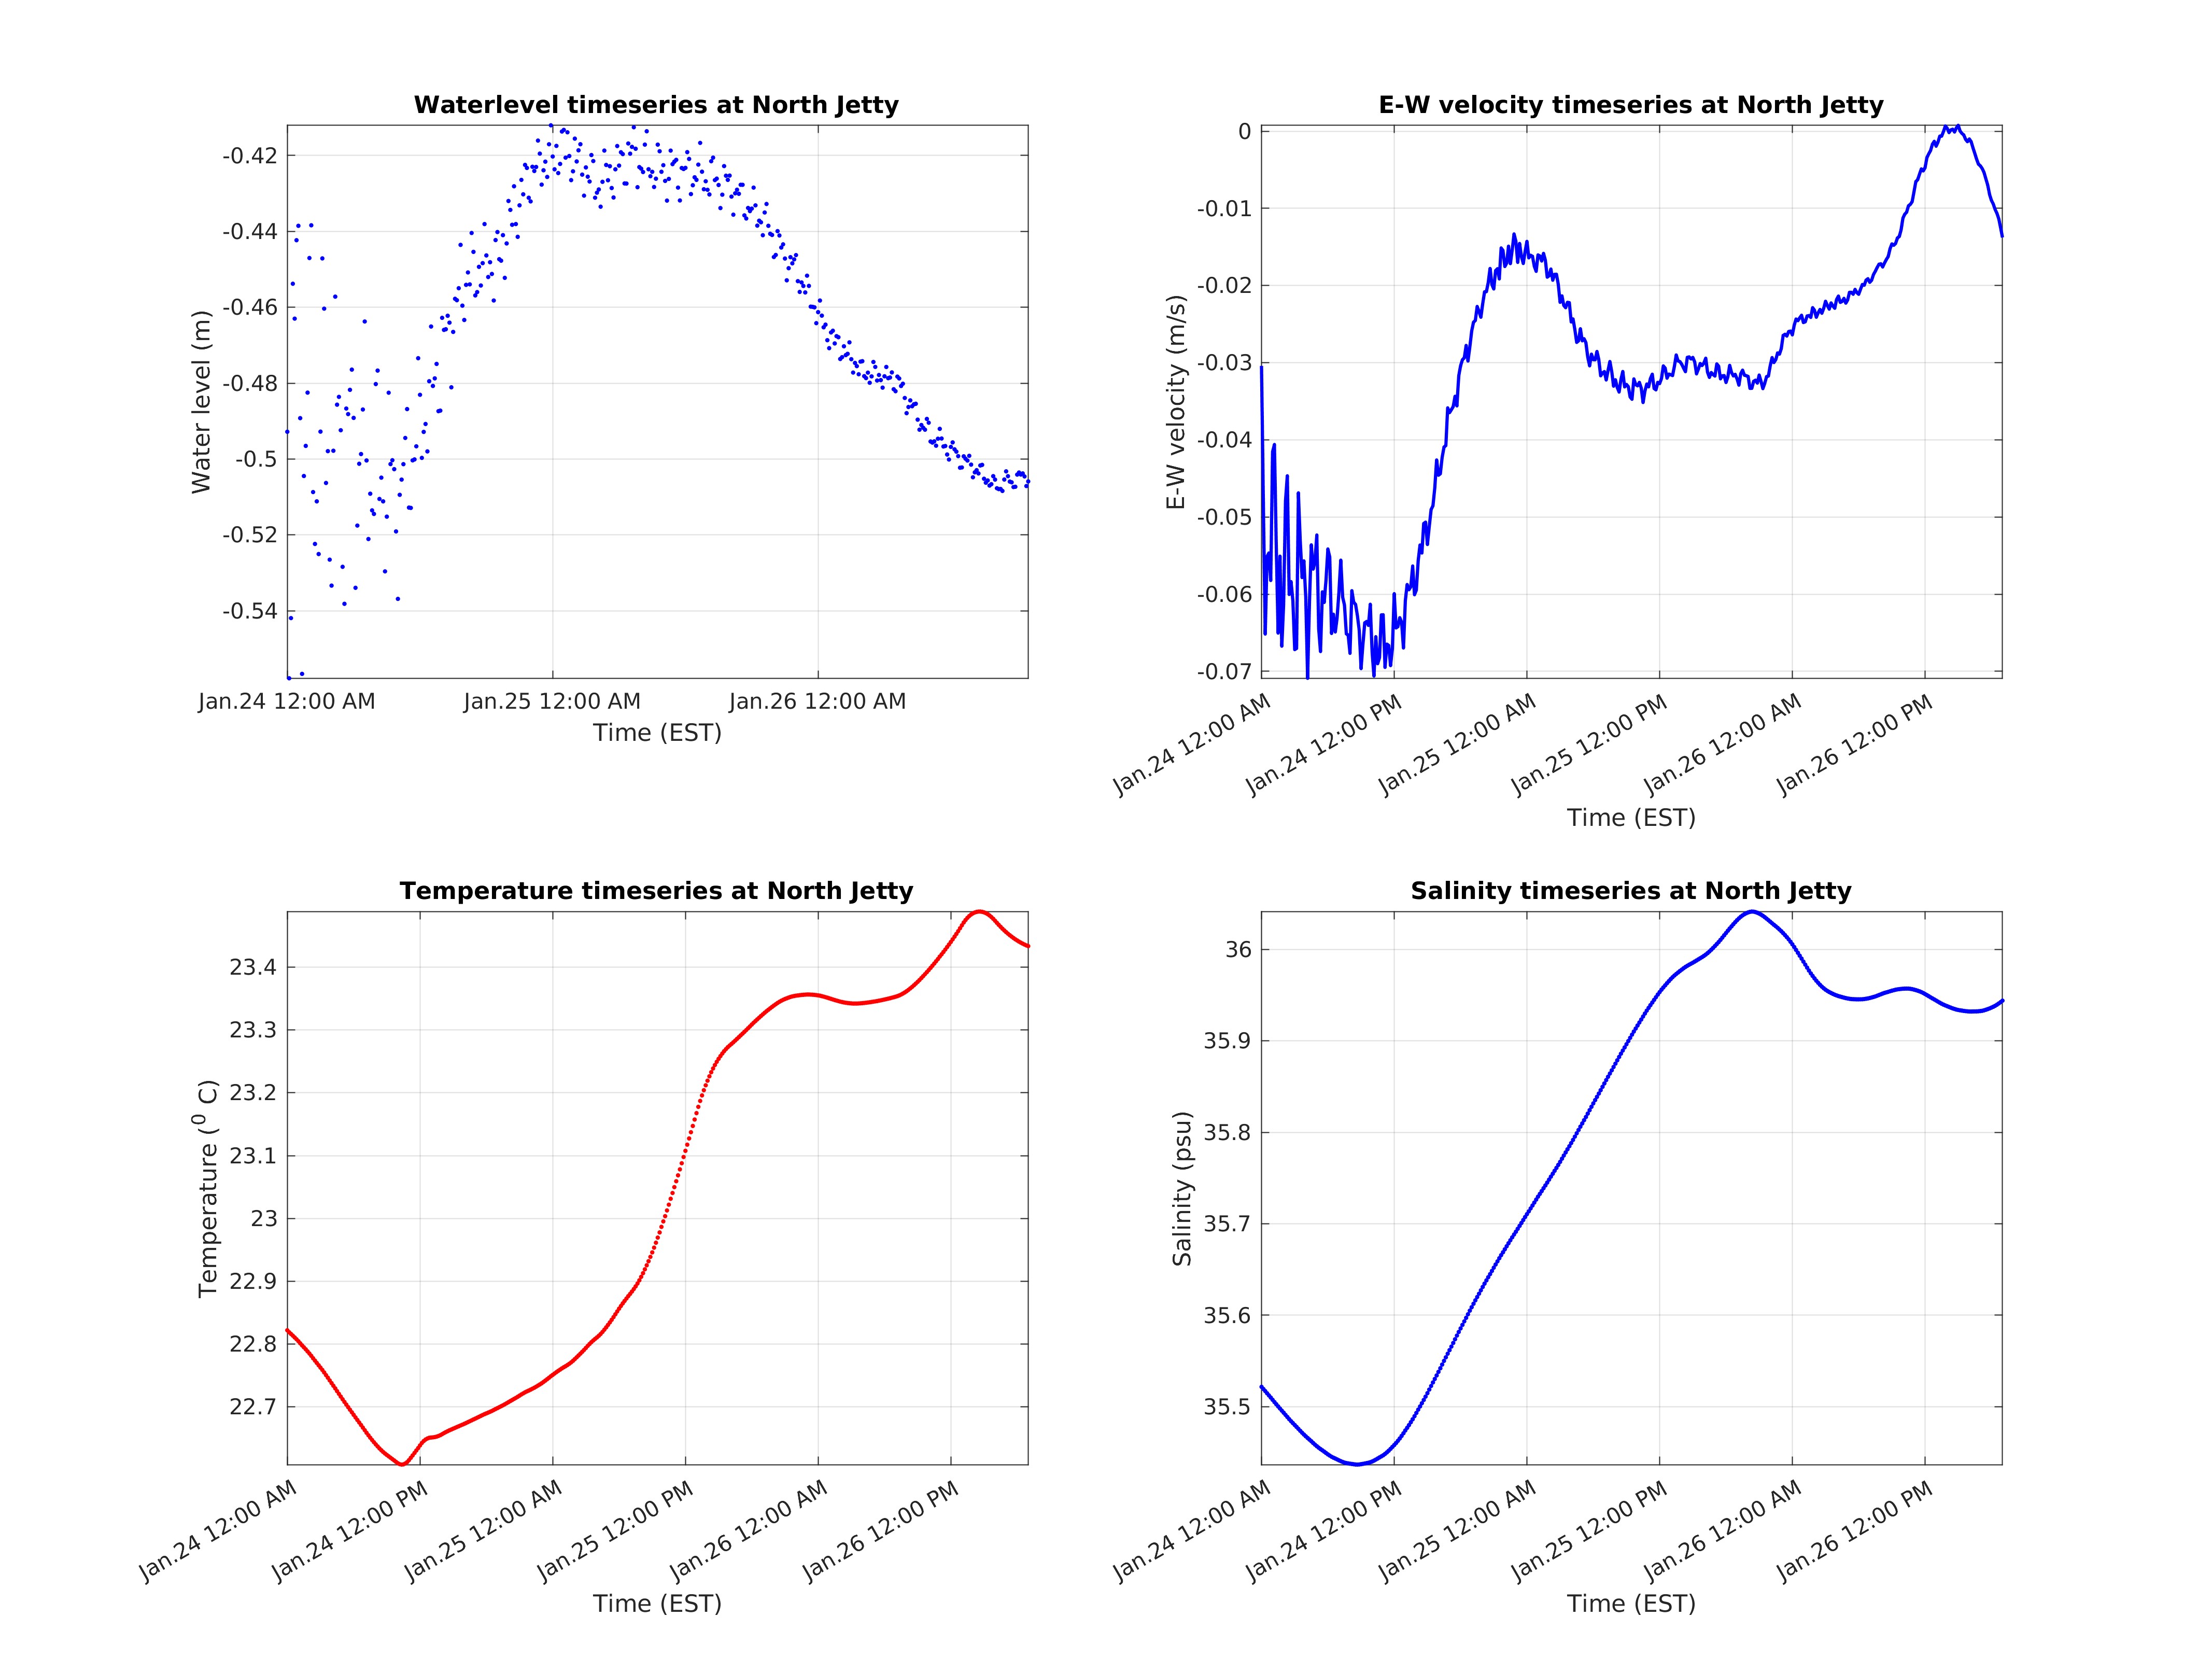 Waterlevel timeseries at North Jetty
Water level (m)
-0.42
-0.44
-0.46
-0.48
-0.5
-0.52
-0.54
Jan.24 12:00 AM
Jan.25 12:00 AM
Jan.26 12:00 AM
Time (EST)
E-W velocity timeseries at North Jetty
E-W velocity (m/s)
0
-0.01
-0.02
-0.03
-0.04
-0.05
-0.06
-0.07
Jan.24 12:00 AM
Jan.24 12:00 PM
Jan.25 12:00 AM
Jan.25 12:00 PM
Jan.26 12:00 AM
Jan.26 12:00 PM
Time (EST)
Temperature timeseries at North Jetty
Temperature (⁰ C)
23.4
23.3
23.2
23.1
23
22.9
22.8
22.7
Jan.24 12:00 AM
Jan.24 12:00 PM
Jan.25 12:00 AM
Jan.25 12:00 PM
Jan.26 12:00 AM
Jan.26 12:00 PM
Time (EST)
Salinity timeseries at North Jetty
Salinity (psu)
36
35.9
35.8
35.7
35.6
35.5
Jan.24 12:00 AM
Jan.24 12:00 PM
Jan.25 12:00 AM
Jan.25 12:00 PM
Jan.26 12:00 AM
Jan.26 12:00 PM
Time (EST)